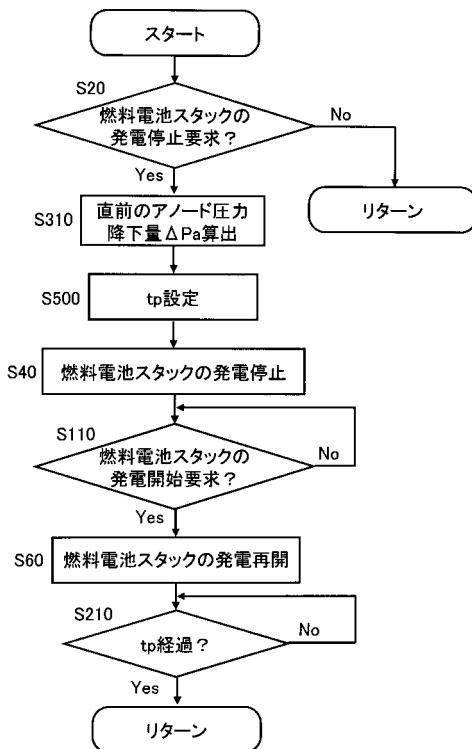 スタート
S20
燃料電池スタックの
発電停止要求？
No
Yes
リターン
S310
直前のアノード圧力
降下量ΔPa算出
S500
tp設定
S40
燃料電池スタックの発電停止
S110
燃料電池スタックの
発電開始要求？
No
Yes
S60
燃料電池スタックの発電再開
S210
tp経過？
No
Yes
リターン